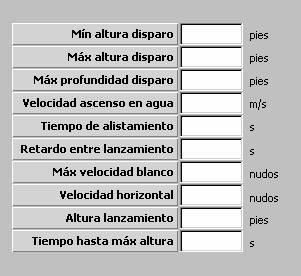 Mín altura disparo pies
Máx altura disparo pies
Máx profundidad disparo pies
Velocidad ascenso en agua m/s
Tiempo de alistamiento s
Retardo entre lanzamiento s
Máx velocidad blanco nudos
Velocidad horizontal nudos
Altura lanzamiento pies
Tiempo hasta máx altura s